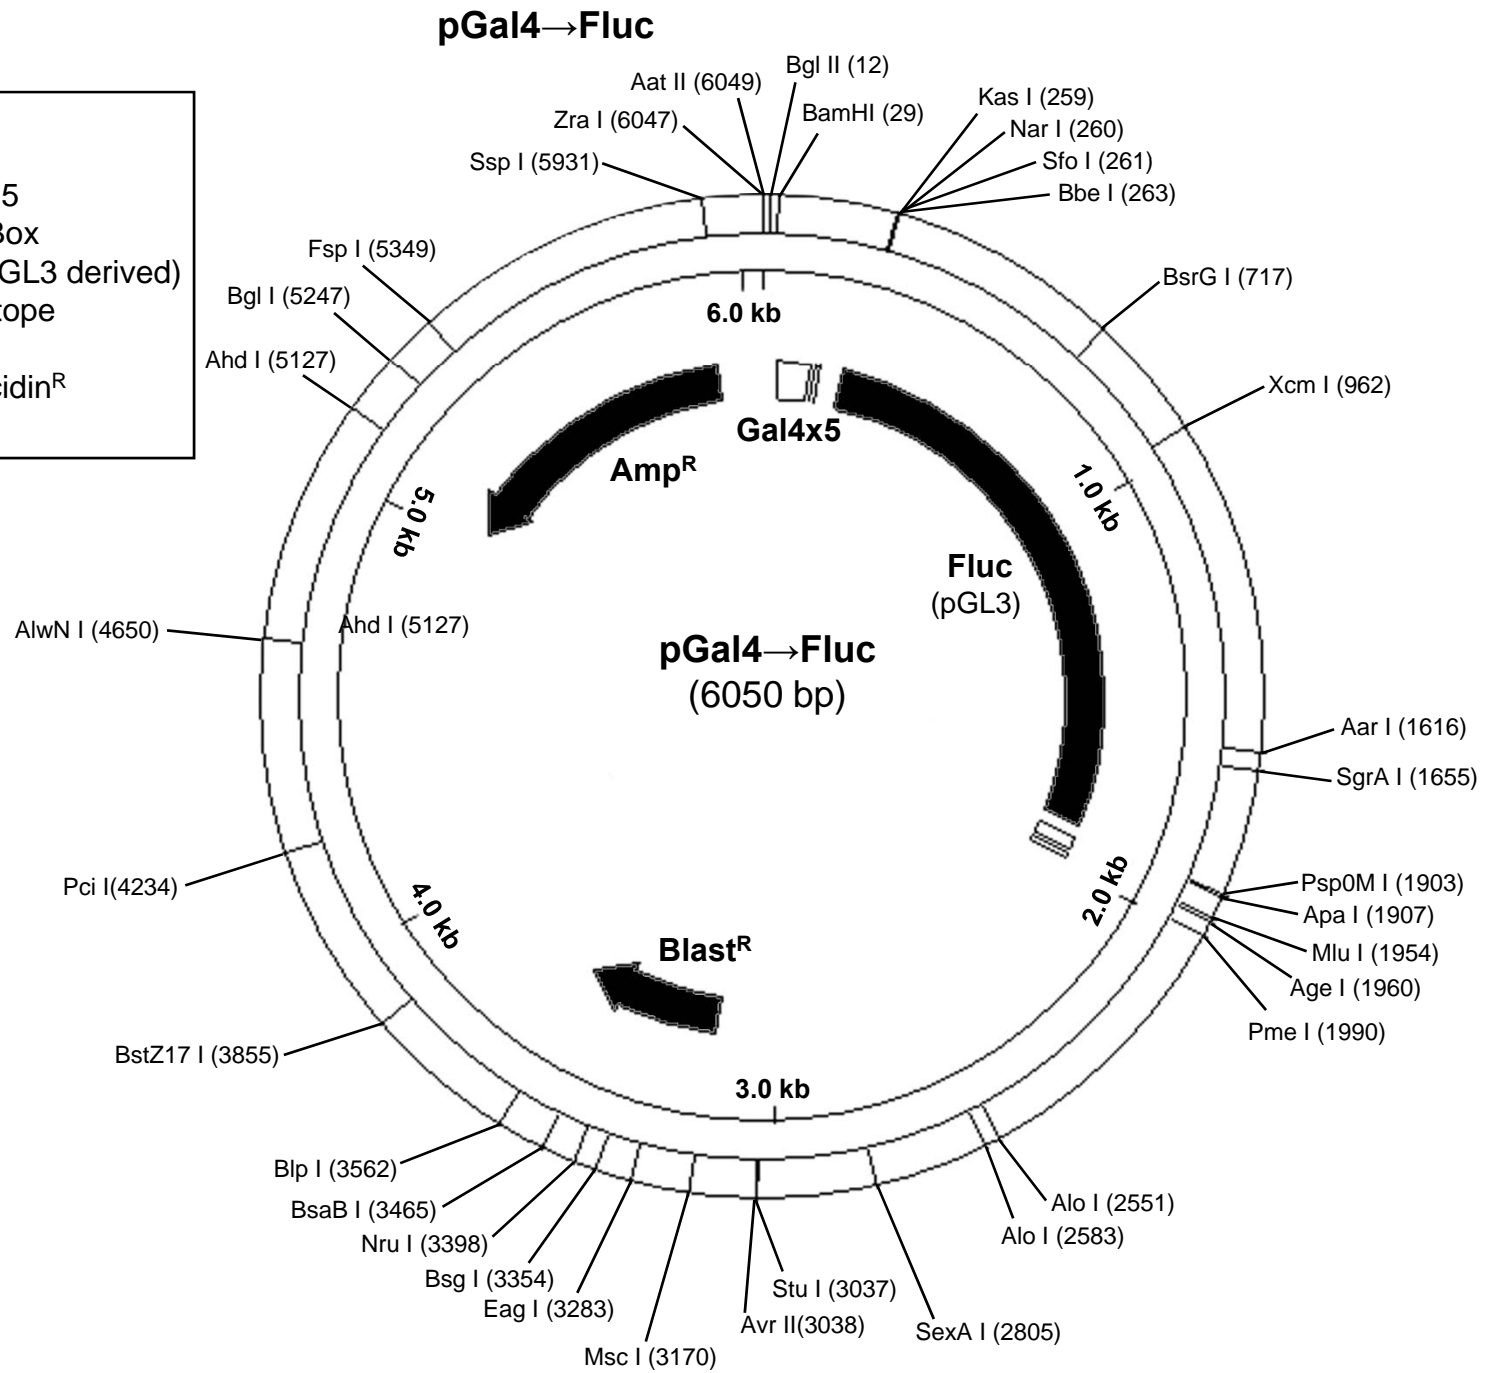 pGal4→Fluc
5
Box
GL3 derived)
tope
cidinR
Aat II (6049)
Bgl II (12)
Zra I (6047)
BamHI (29)
Ssp I (5931)
Kas I (259)
Nar I (260)
Sfo I (261)
Bbe I (263)
Fsp I (5349)
Bgl I (5247)
Ahd I (5127)
BsrG I (717)
Xcm I (962)
6.0 kb
Gal4x5
AmpR
5.0 kb
1.0 kb
Fluc
(pGL3)
AlwN I (4650)
Ahd I (5127)
pGal4→Fluc
(6050 bp)
Aar I (1616)
SgrA I (1655)
Pci I(4234)
4.0 kb
2.0 kb
Psp0M I (1903)
Apa I (1907)
Mlu I (1954)
Age I (1960)
Pme I (1990)
BlastR
BstZ17 I (3855)
3.0 kb
Blp I (3562)
BsaB I (3465)
Nru I (3398)
Bsg I (3354)
Eag I (3283)
Msc I (3170)
Stu I (3037)
Avr II(3038)
SexA I (2805)
Alo I (2551)
Alo I (2583)